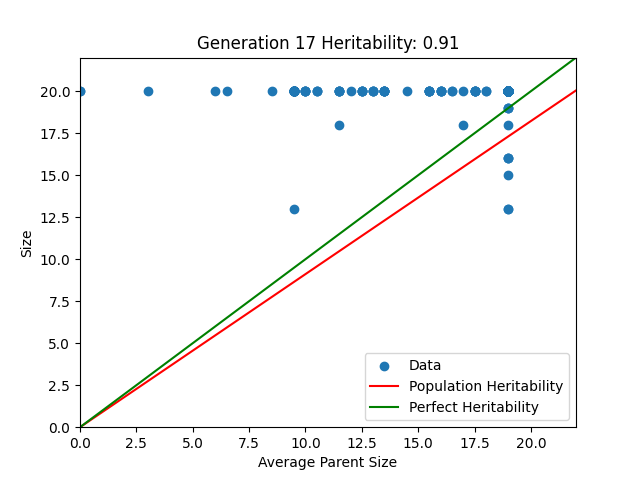 Generation 17 Heritability: 0.91
Size
20.0
17.5
15.0
12.5
10.0
7.5
5.0
2.5
0.0
0.0 2.5 5.0 7.5 10.0 12.5 15.0 17.5 20.0
Average Parent Size
Data
Population Heritability
Perfect Heritability